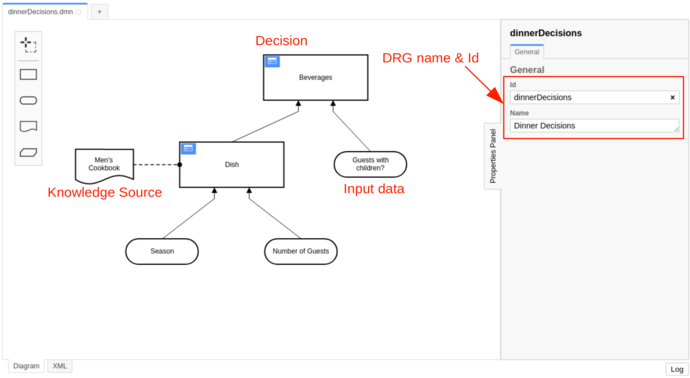 dinnerDecisions.dmn
+
dinnerDecisions
General
Decision
DRG name & Id
General
Id
dinnerDecisions
×
Name
Dinner Decisions
Beverages
Men's
Cookbook
Dish
Guests with
children?
Knowledge Source
Input data
Properties Panel
Season
Number of Guests
Diagram
XML
Log